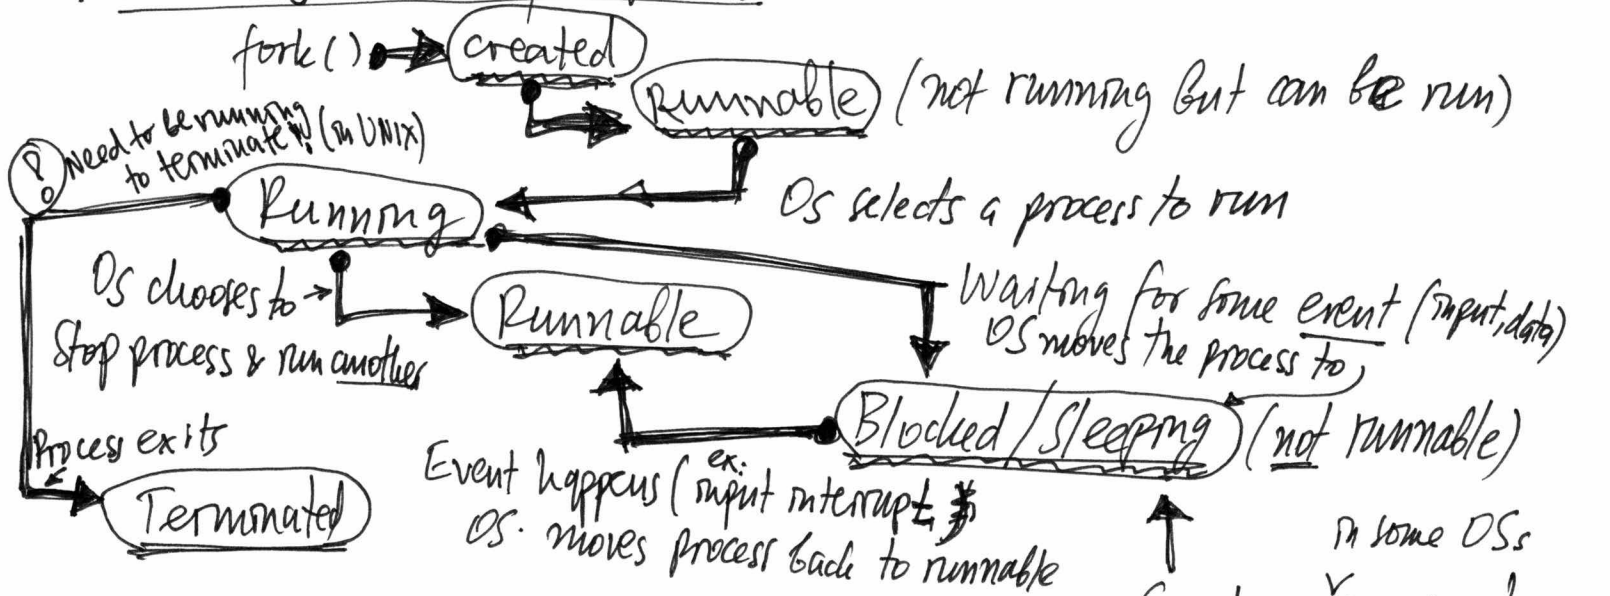 fork() created
Runnable (not running but can be run)
! Need to be running
to terminate! (in UNIX)
Running
OS selects a process to run
OS chooses to
Stop process & run another
Runnable
Waiting for some event (input, data)
OS moves the process to
Blocked/Sleeping (not runnable)
Process exits
Terminated
Event happens (ex: input interrupt,
OS. moves process back to runnable
in some OSs